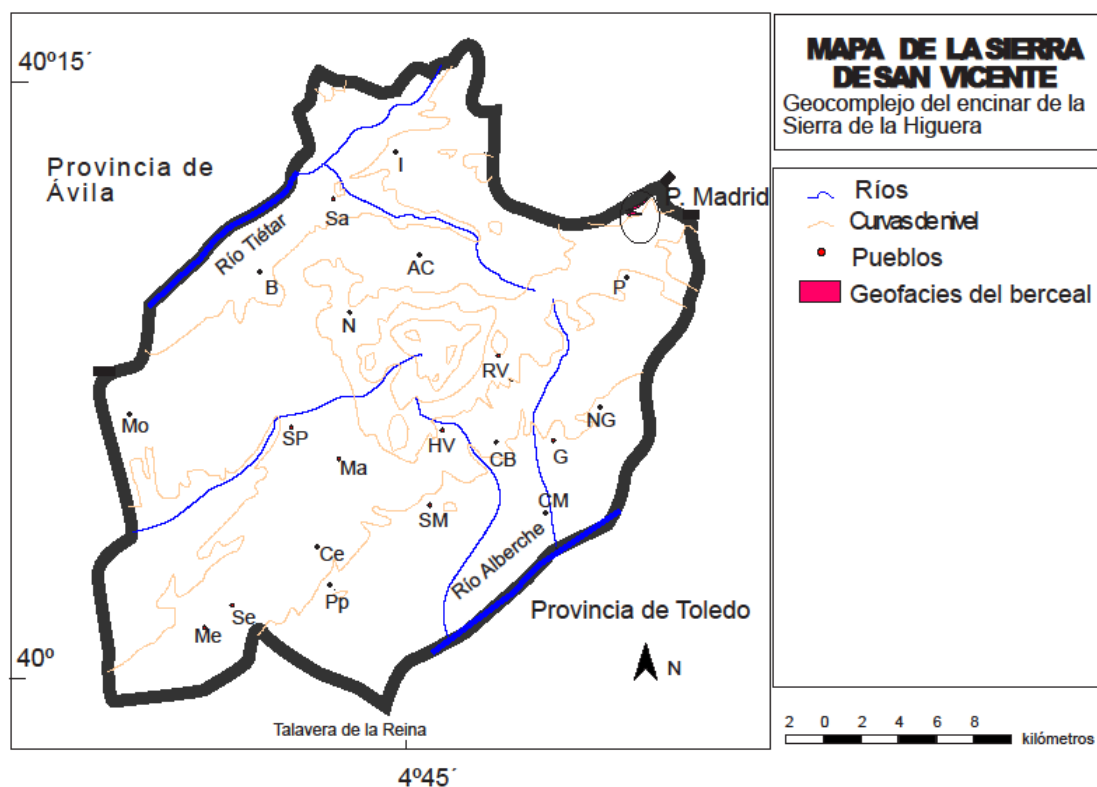 MAPA DE LA SIERRA
DE SAN VICENTE
Geocomplejo del encinar de la
Sierra de la Higuera
40º15´
Provincia de
Ávila
P. Madrid
Ríos
Curvas de nivel
Pueblos
Geofacies del berceal
I
Sa
Río Tiétar
AC
B
P
N
RV
Mo
NG
SP
HV
CB
G
Ma
SM
CM
Ce
Río Alberche
Pp
Se
Me
Provincia de Toledo
N
40º
Talavera de la Reina
4º45´
2 0 2 4 6 8
kilómetros